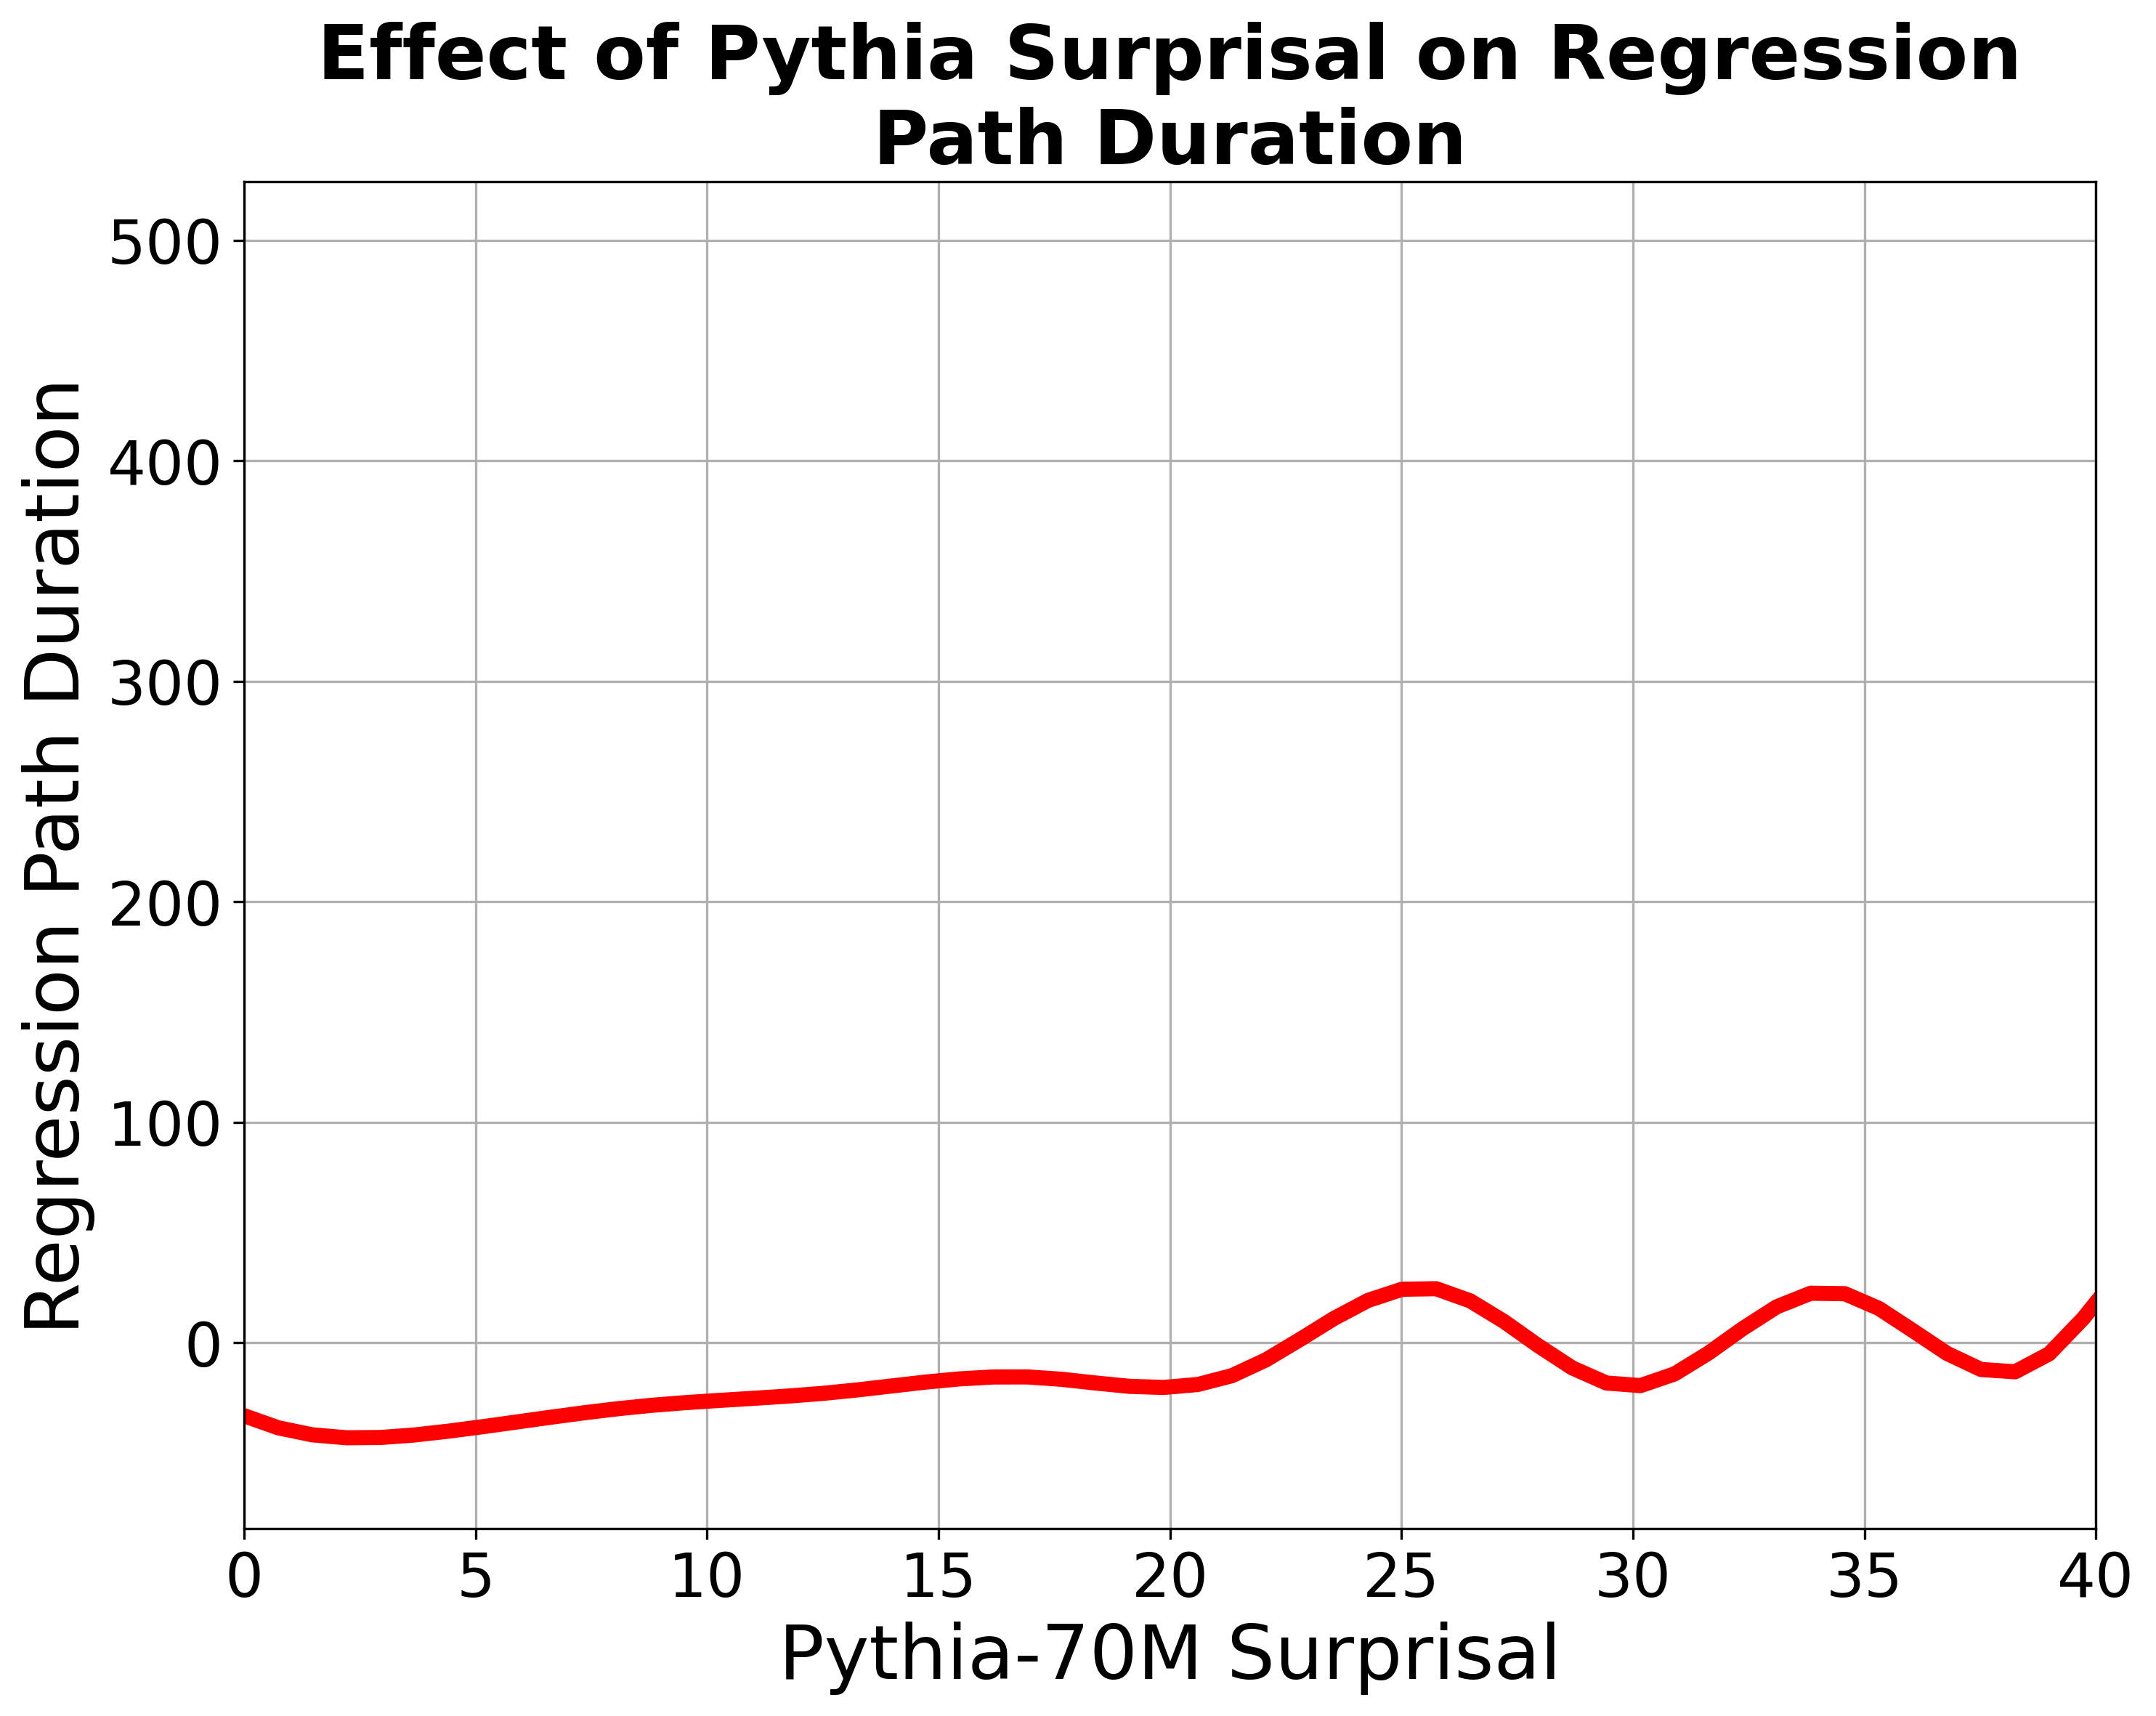 Effect of Pythia Surprisal on Regression
Path Duration
Regression Path Duration
500
400
300
200
100
0
0 5 10 15 20 25 30 35 40
Pythia-70M Surprisal